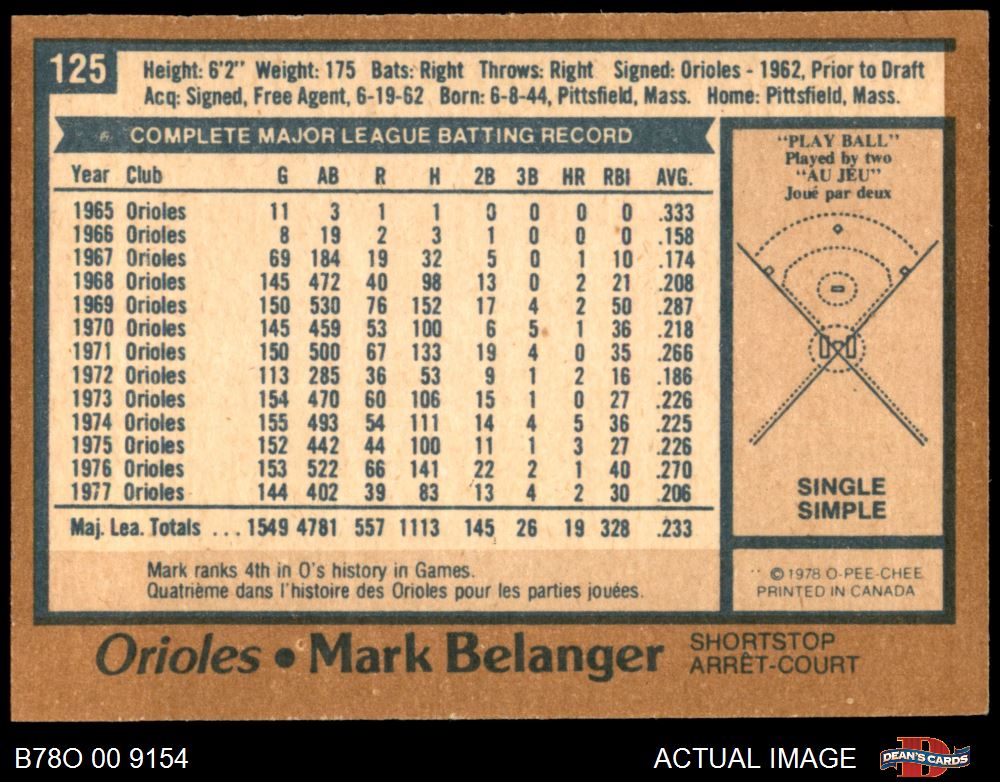 125
Height: 6'2" Weight: 175 Bats: Right Throws: Right Signed: Orioles - 1962, Prior to Draft
Acq: Signed, Free Agent, 6-19-62 Born: 6-8-44, Pittsfield, Mass. Home: Pittsfield, Mass.
COMPLETE MAJOR LEAGUE BATTING RECORD
Year Club G AB R H 2B 3B HR RBI AVG.
1965 Orioles 11 3 1 1 0 0 0 0 .333
1966 Orioles 8 19 2 3 1 0 0 0 .158
1967 Orioles 69 184 19 32 5 0 1 10 .174
1968 Orioles 145 472 40 98 13 0 2 21 .208
1969 Orioles 150 530 76 152 17 4 2 50 .287
1970 Orioles 145 459 53 100 6 5 1 36 .218
1971 Orioles 150 500 67 133 19 4 0 35 .266
1972 Orioles 113 285 36 53 9 1 2 16 .186
1973 Orioles 154 470 60 106 15 1 0 27 .226
1974 Orioles 155 493 54 111 14 4 5 36 .225
1975 Orioles 152 442 44 100 11 1 3 27 .226
1976 Orioles 153 522 66 141 22 2 1 40 .270
1977 Orioles 144 402 39 83 13 4 2 30 .206
Maj. Lea. Totals ... 1549 4781 557 1113 145 26 19 328 .233
Mark ranks 4th in O's history in Games.
Quatrième dans l'histoire des Orioles pour les parties jouées.
"PLAY BALL"
Played by two
"AU JEU"
Joué par deux
SINGLE
SIMPLE
© 1978 O-PEE-CHEE
PRINTED IN CANADA
Orioles • Mark Belanger
SHORTSTOP
ARRÊT-COURT
B78O 00 9154
ACTUAL IMAGE
DEAN'S CARDS